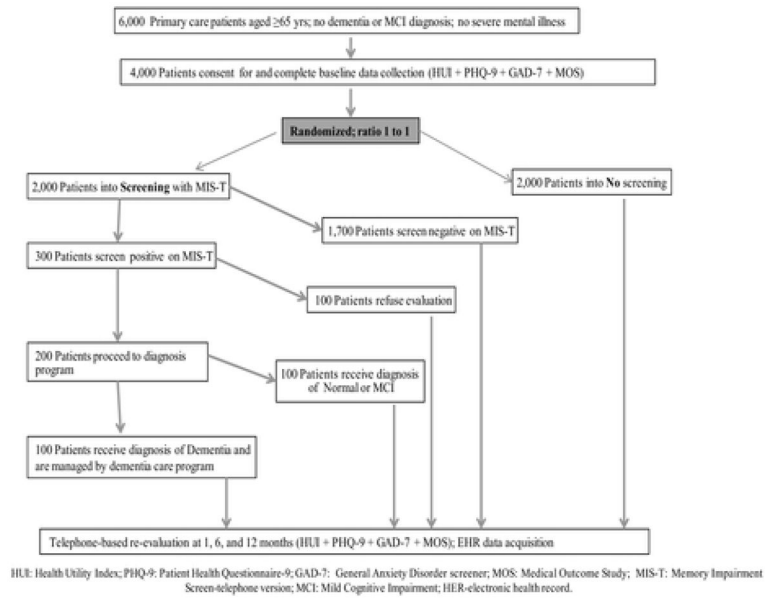 6,000 Primary care patients aged ≥65 yrs; no dementia or MCI diagnosis; no severe mental illness
4,000 Patients consent for and complete baseline data collection (HUI + PHQ-9 + GAD-7 + MOS)
Randomized; ratio 1 to 1
2,000 Patients into Screening with MIS-T
2,000 Patients into No screening
1,700 Patients screen negative on MIS-T
300 Patients screen positive on MIS-T
100 Patients refuse evaluation
200 Patients proceed to diagnosis
program
100 Patients receive diagnosis
of Normal or MCI
100 Patients receive diagnosis of Dementia and
are managed by dementia care program
Telephone-based re-evaluation at 1, 6, and 12 months (HUI + PHQ-9 + GAD-7 + MOS); EHR data acquisition
HUI: Health Utility Index; PHQ-9: Patient Health Questionnaire-9; GAD-7: General Anxiety Disorder screener; MOS: Medical Outcome Study; MIS-T: Memory Impairment
Screen-telephone version; MCI: Mild Cognitive Impairment; HER-electronic health record.